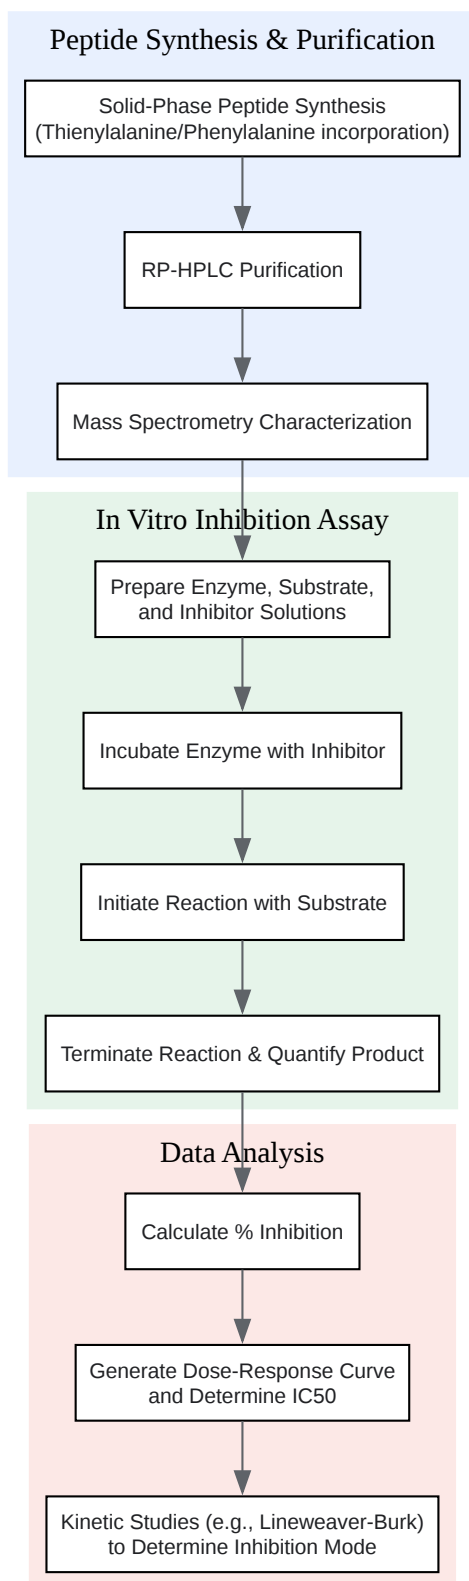 Peptide Synthesis & Purification
Solid-Phase Peptide Synthesis
(Thienylalanine/Phenylalanine incorporation)
RP-HPLC Purification
Mass Spectrometry Characterization
In Vitro Inhibition Assay
Prepare Enzyme, Substrate,
and Inhibitor Solutions
Incubate Enzyme with Inhibitor
Initiate Reaction with Substrate
Terminate Reaction & Quantify Product
Data Analysis
Calculate % Inhibition
Generate Dose-Response Curve
and Determine IC50
Kinetic Studies (e.g., Lineweaver-Burk)
to Determine Inhibition Mode